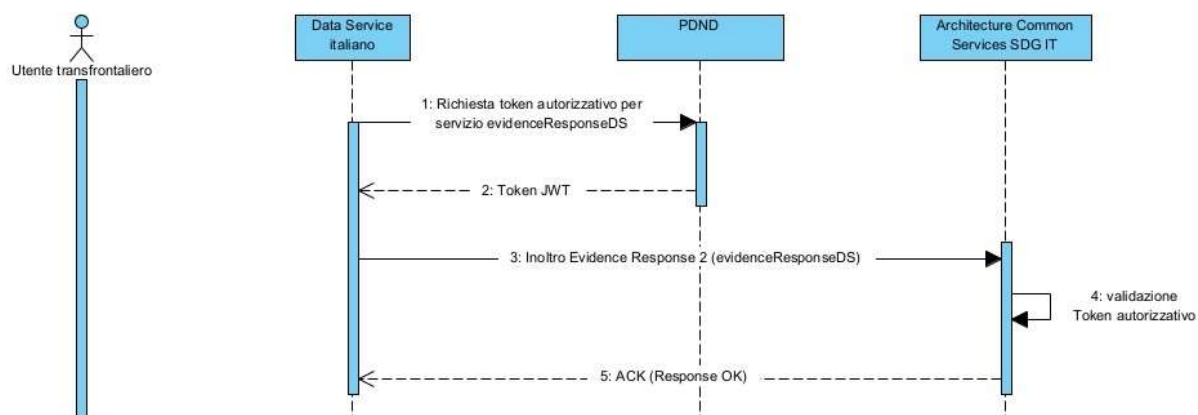 Data Service
italiano
PDND
Architecture Common
Services SDG IT
Utente transfrontaliero
1: Richiesta token autorizzativo per
servizio evidenceResponseDS
2: Token JWT
3: Inoltro Evidence Response 2 (evidenceResponseDS)
4: validazione
Token autorizzativo
5: ACK (Response OK)